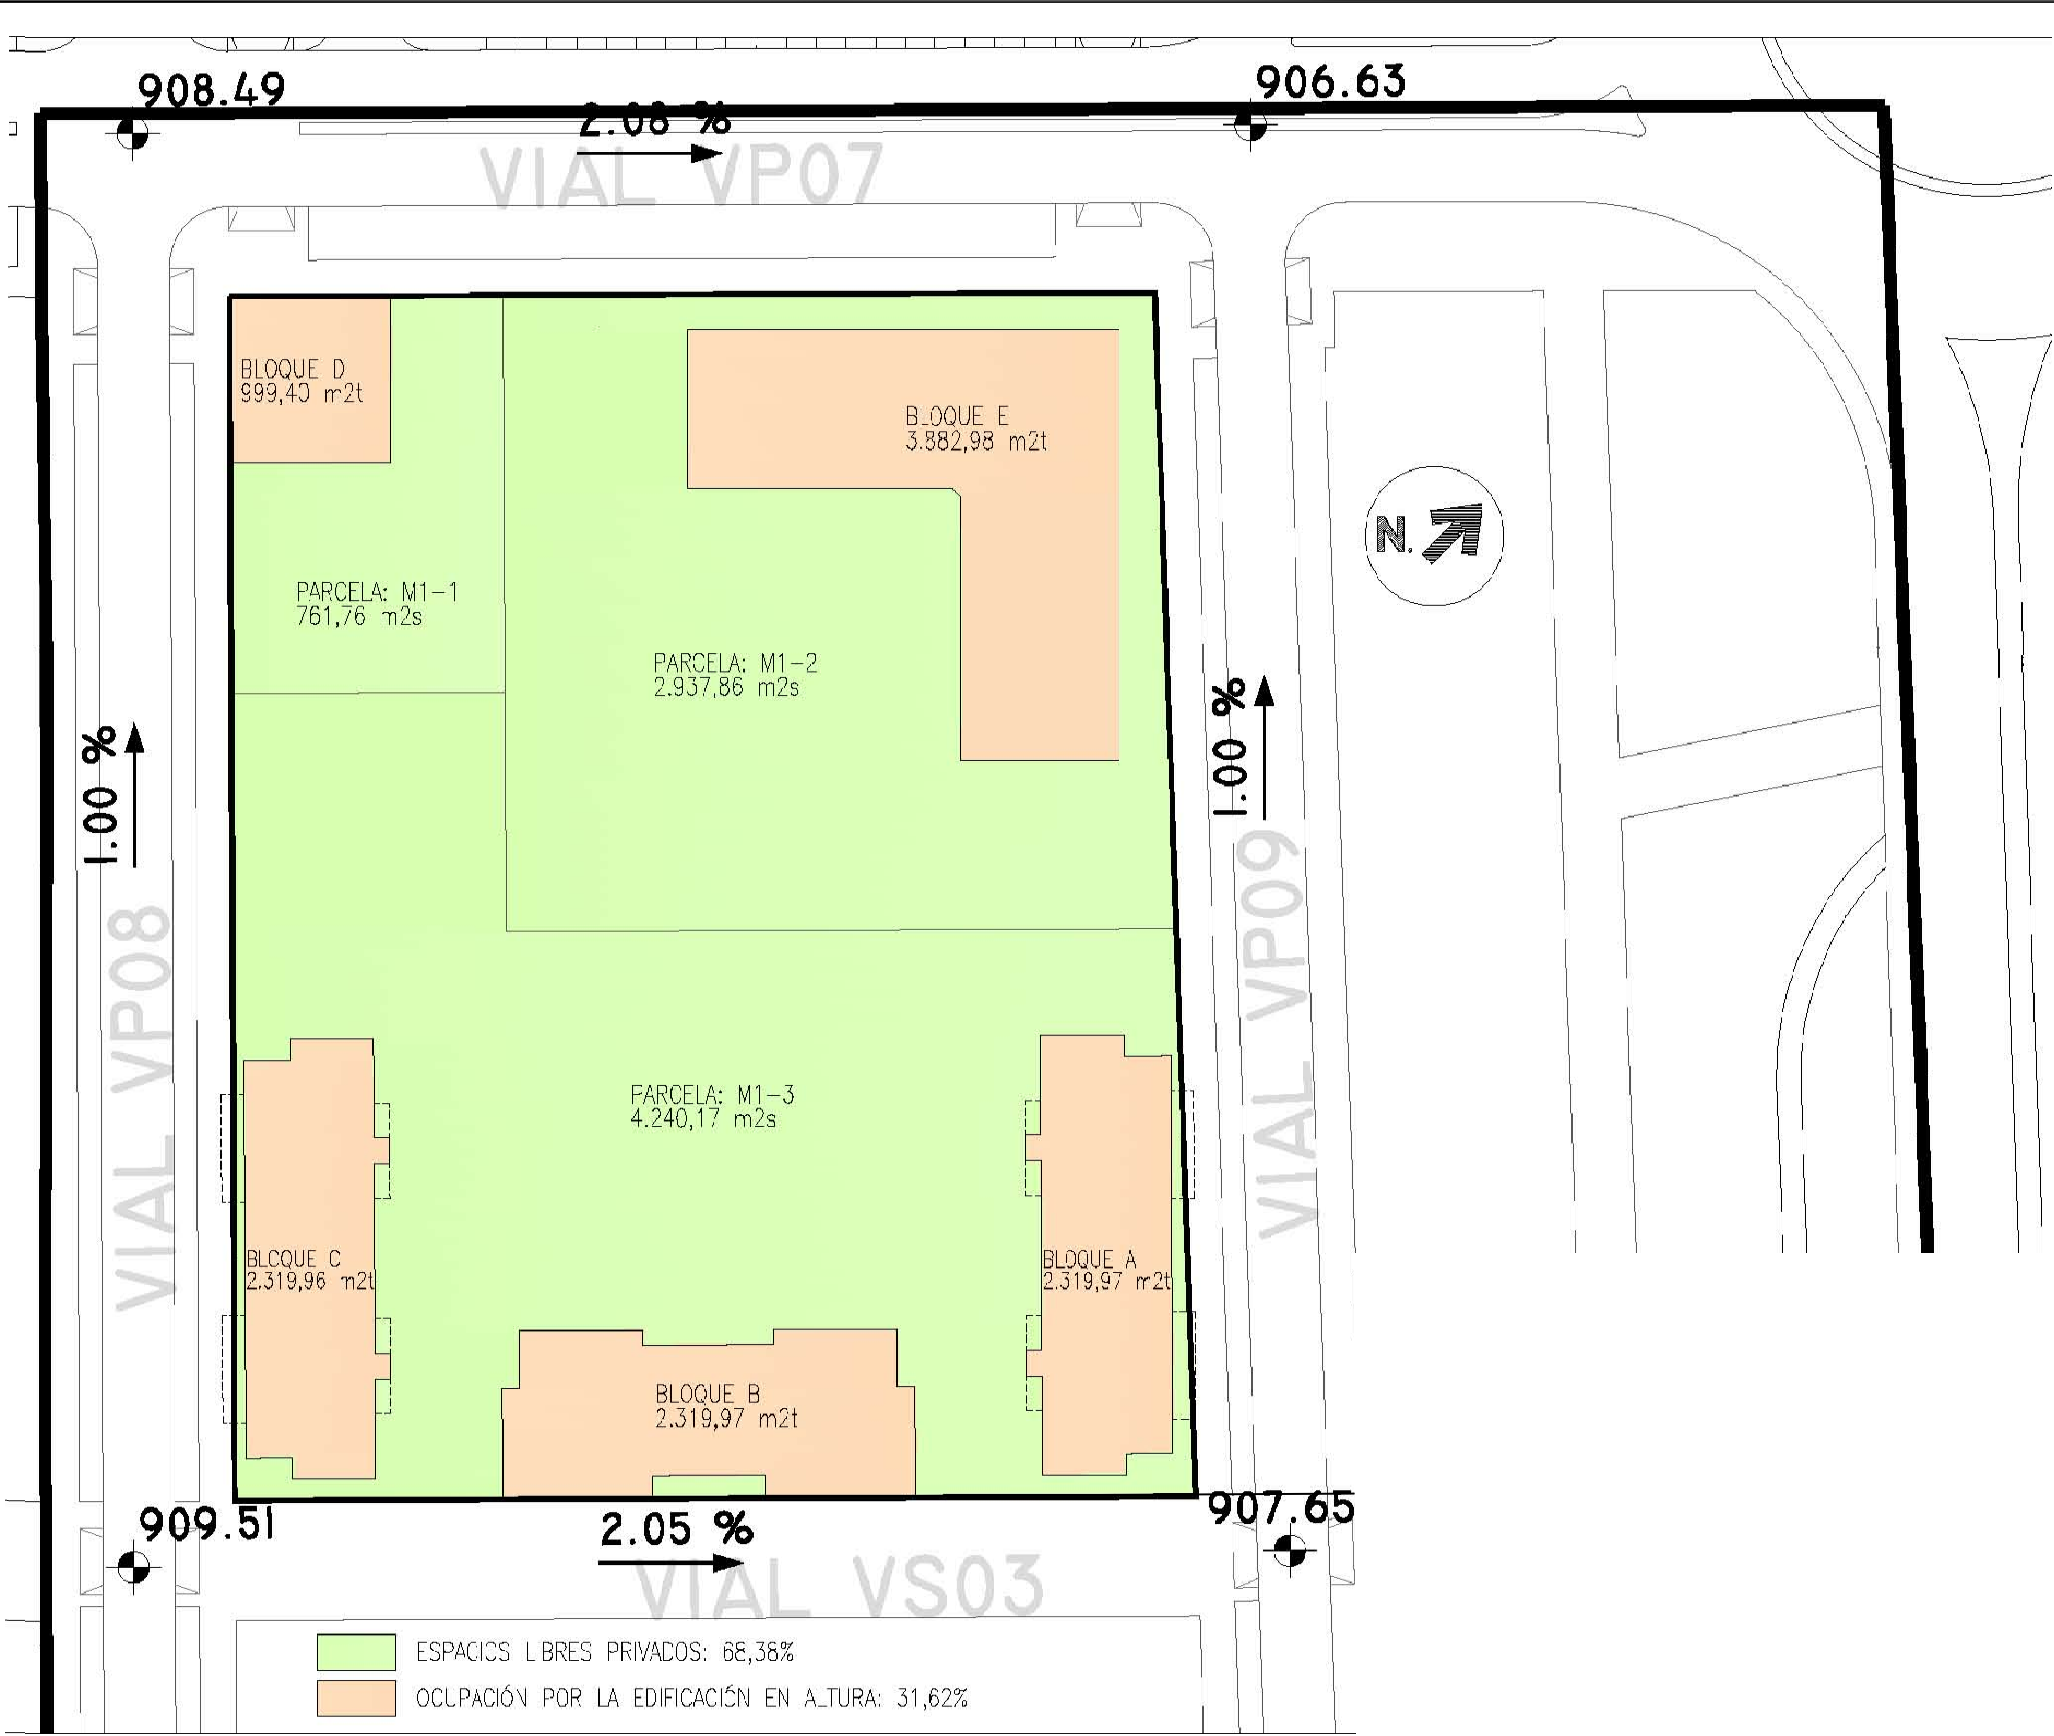 908.49
906.63
2.08 %
VIAL VP07
BLOQUE D
999,40 m2t
BLOQUE E
3.882,98 m2t
N.
PARCELA: M1-1
761,76 m2s
PARCELA: M1-2
2.937,86 m2s
1.00 %
1.00 %
VIAL VP08
VIAL VP09
PARCELA: M1-3
4.240,17 m2s
BLOQUE C
2.319,96 m2t
BLOQUE A
2.319,97 m2t
BLOQUE B
2.319,97 m2t
909.51
2.05 %
907.65
VIAL VS03
ESPACIOS LIBRES PRIVADOS: 68,38%
OCUPACIÓN POR LA EDIFICACIÓN EN ALTURA: 31,62%